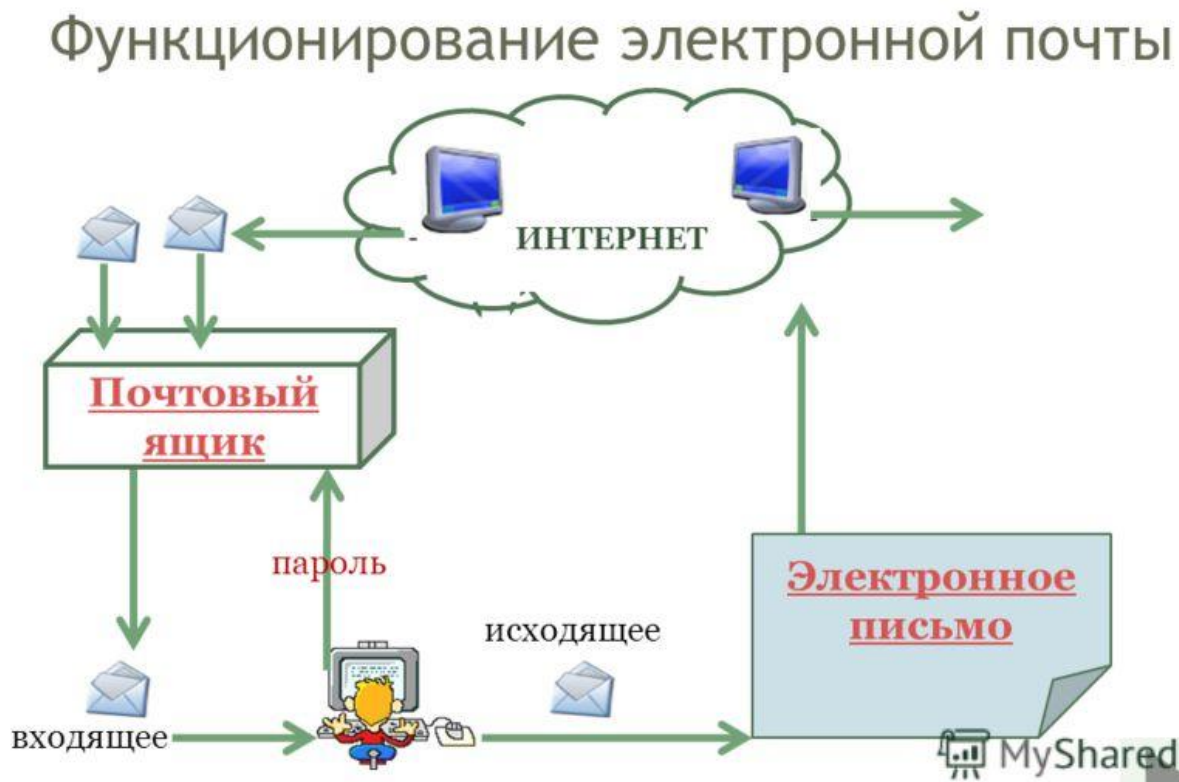 Функционирование электронной почты
ИНТЕРНЕТ
Почтовый
ящик
пароль
Электронное
письмо
исходящее
входящее
MyShared